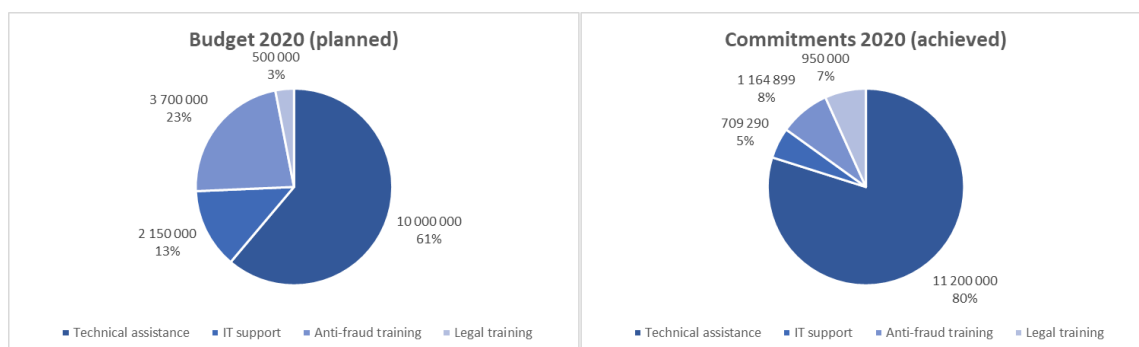 Budget 2020 (planned)
500 000
3%
3 700 000
23%
2 150 000
13%
10 000 000
61%
Technical assistance IT support Anti-fraud training Legal training
Commitments 2020 (achieved)
950 000
7%
1 164 899
8%
709 290
5%
11 200 000
80%
Technical assistance IT support Anti-fraud training Legal training